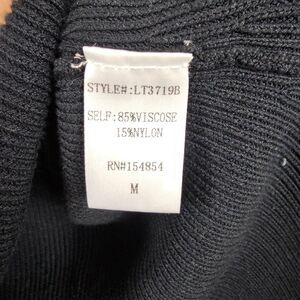 STYLE#:LT3719B
SELF:85%VISCOSE
15%NYLON
RN#154854
M